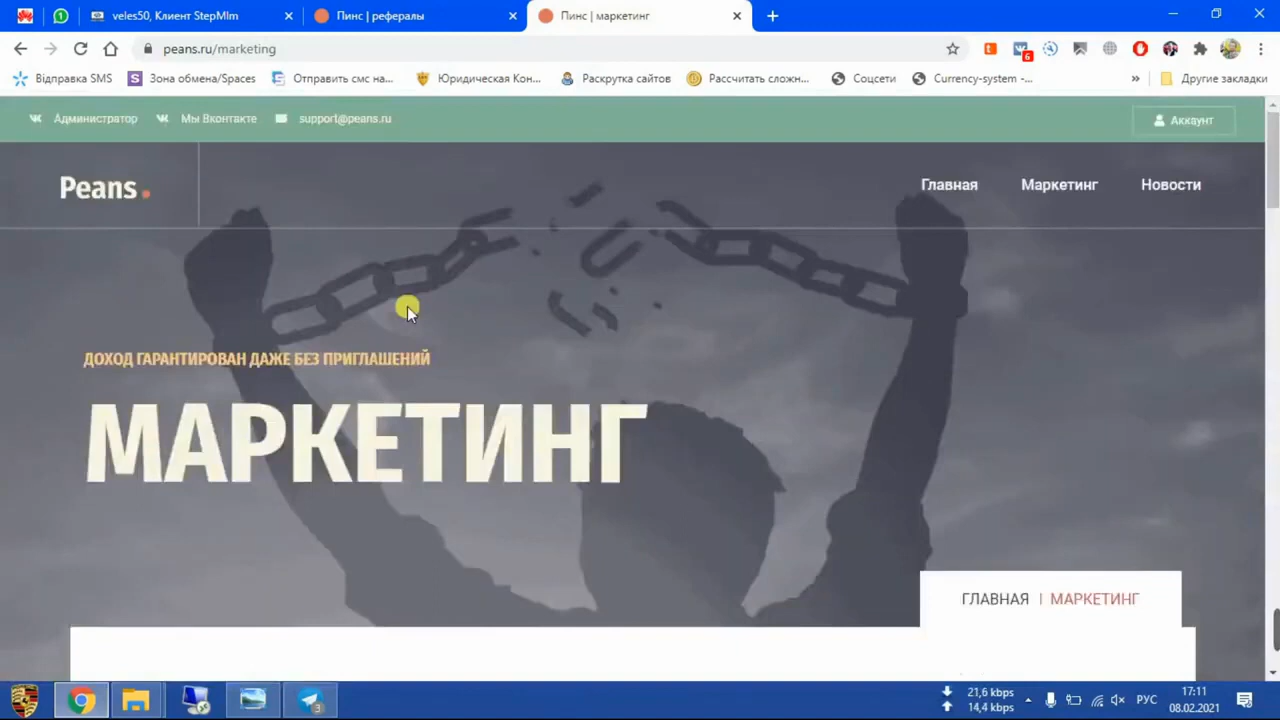 veles50, Клиент StepMlm
Пинс | рефералы
Пинс | маркетинг
peans.ru/marketing
6
Відправка SMS
S Зона обмена/Spaces
Отправить смс на...
Юридическая Кон...
Раскрутка сайтов
Рассчитать сложн...
Соцсети
Currency-system -...
»
Другие закладки
Администратор
Мы Вконтакте
support@peans.ru
Аккаунт
Peans.
Главная
Маркетинг
Новости
ДОХОД ГАРАНТИРОВАН ДАЖЕ БЕЗ ПРИГЛАШЕНИЙ
МАРКЕТИНГ
ГЛАВНАЯ | МАРКЕТИНГ
3
21,6 kbps
14,4 kbps
РУС
17:11
08.02.2021